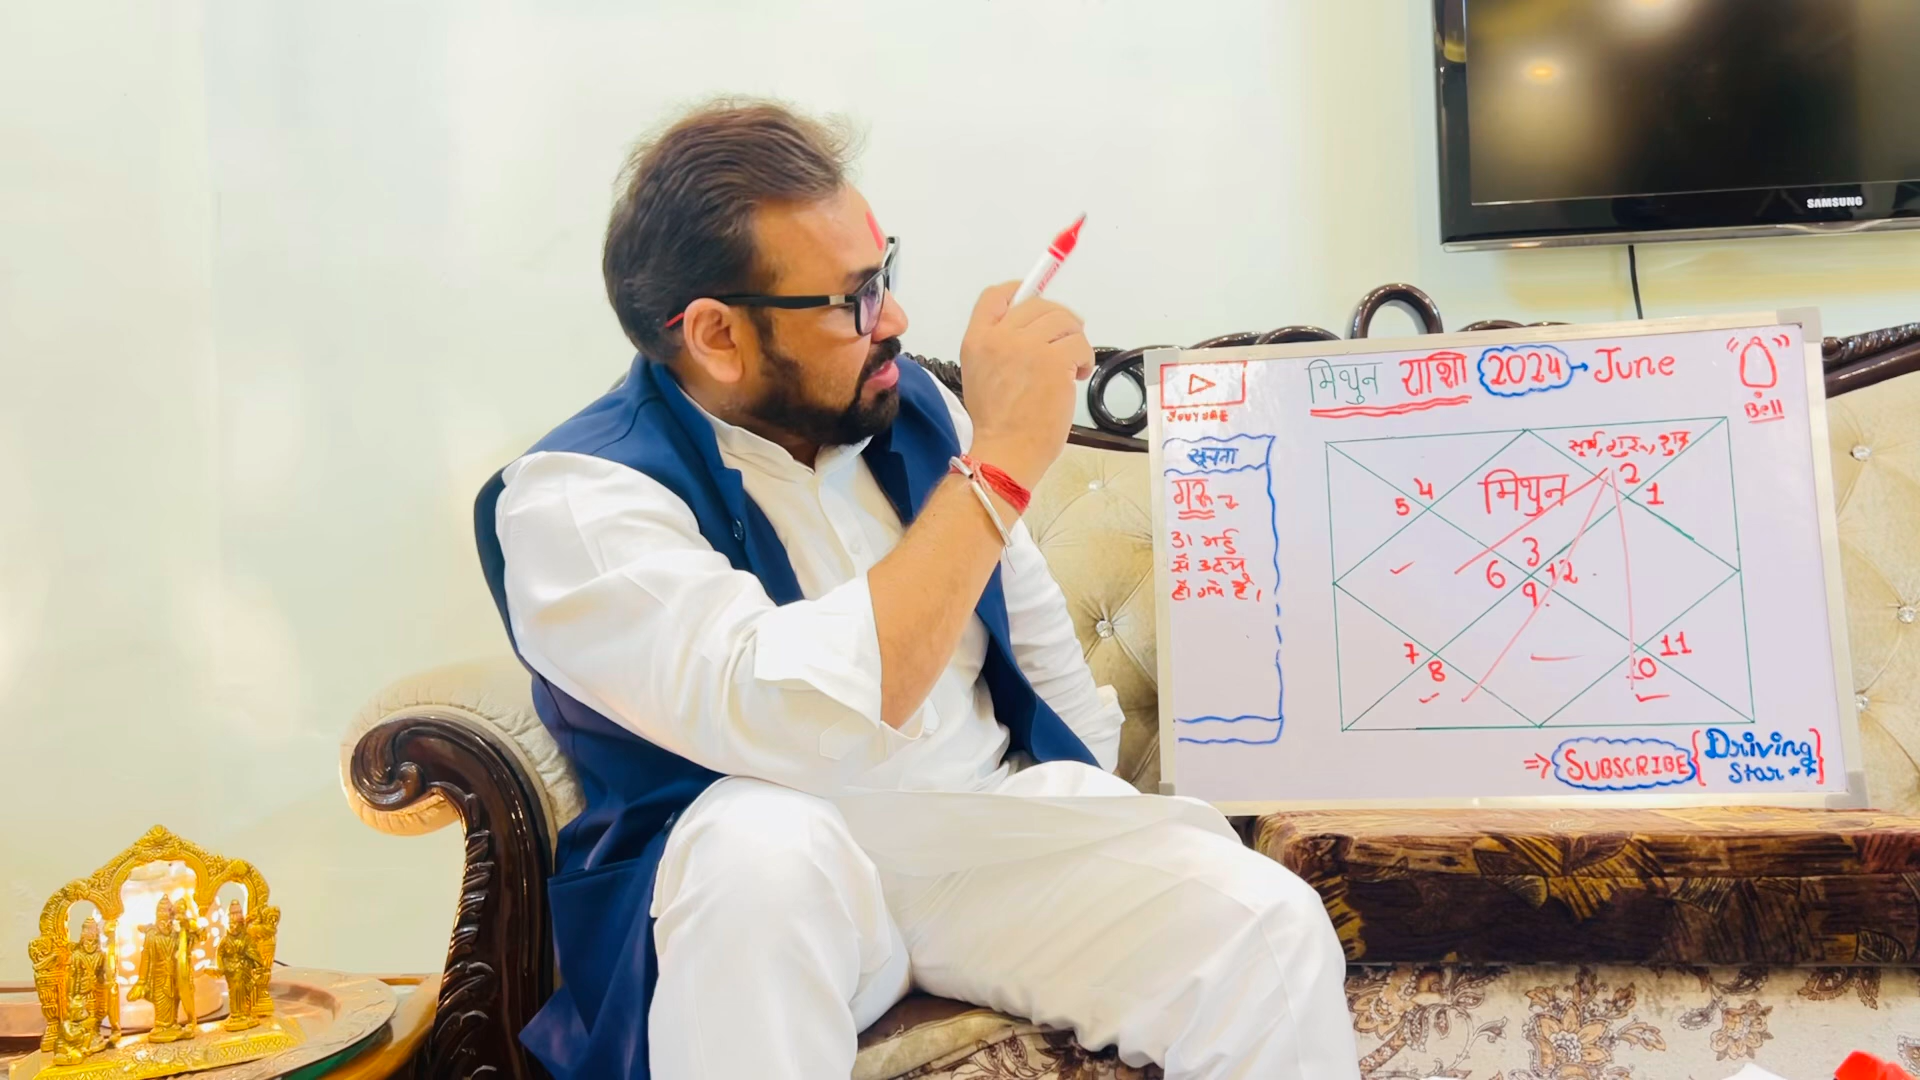 SAMSUNG
मिथुन राशि 2024 → June
YOUTUBE
Bell
सूचना
गुरू
31 मई
से उदय
हो गये है।
सूर्य, गुरू, शुक्र
मिथुन
2
1
5 4
3
6 12
9
7
8
11
10
⇒ SUBSCRIBE { Driving
Star ** }